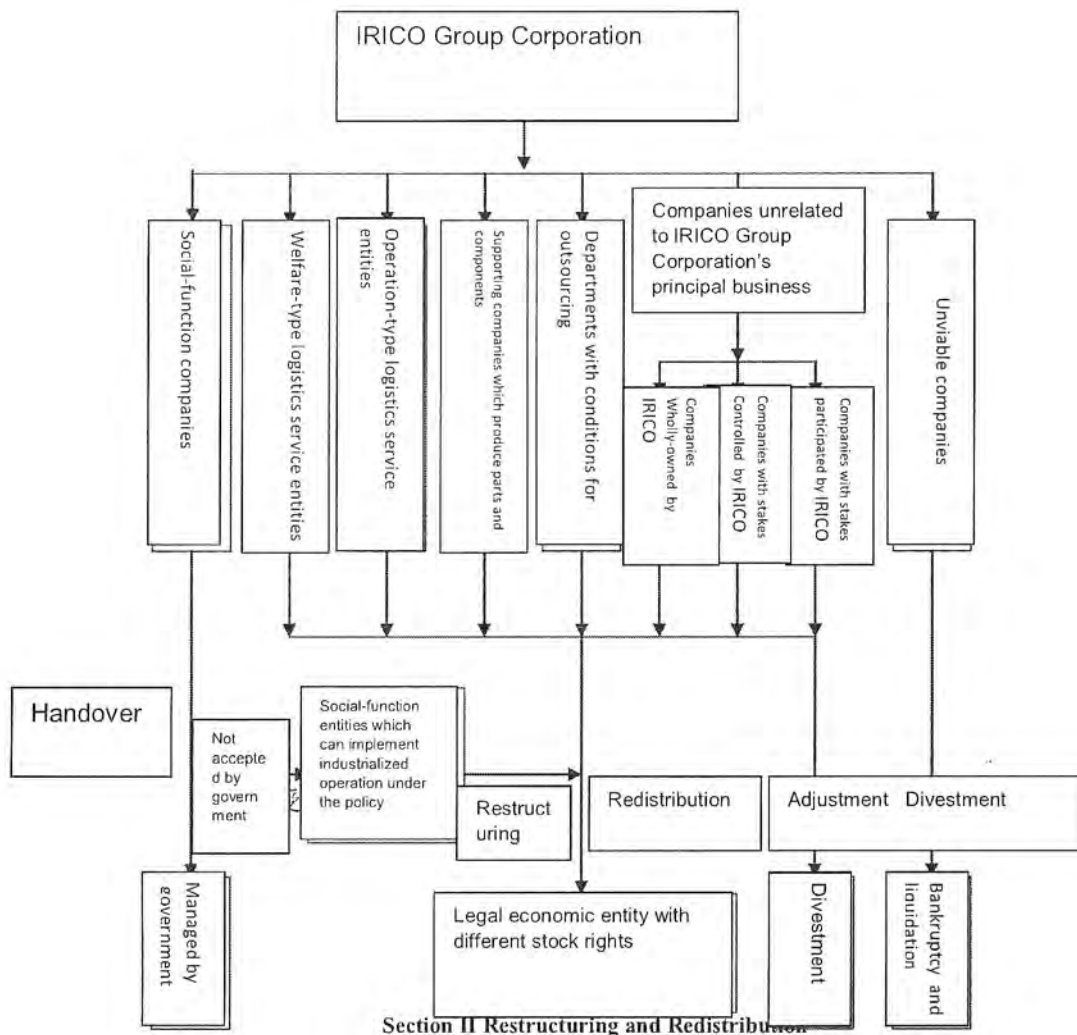 IRICO Group Corporation
Social-function companies
Welfare-type logistics service entities
Operation-type logistics service
entities
Supporting companies which produce parts and
components
Departments with conditions for
outsourcing
Companies unrelated
to IRICO Group
Corporation's
principal business
Companies
Wholly-owned by
IRICO
Companies with stakes
Controlled by IRICO
Companies with stakes
participated by IRICO
Unviable companies
Handover
Not
accepte
d by
govern
ment
Social-function
entities which
can implement
industrialized
operation under
the policy
Restruct
uring
Redistribution
Adjustment Divestment
Managed by
government
Legal economic entity with
different stock rights
Divestment
Bankruptcy and
liquidation
Section II Restructuring and Redistribution